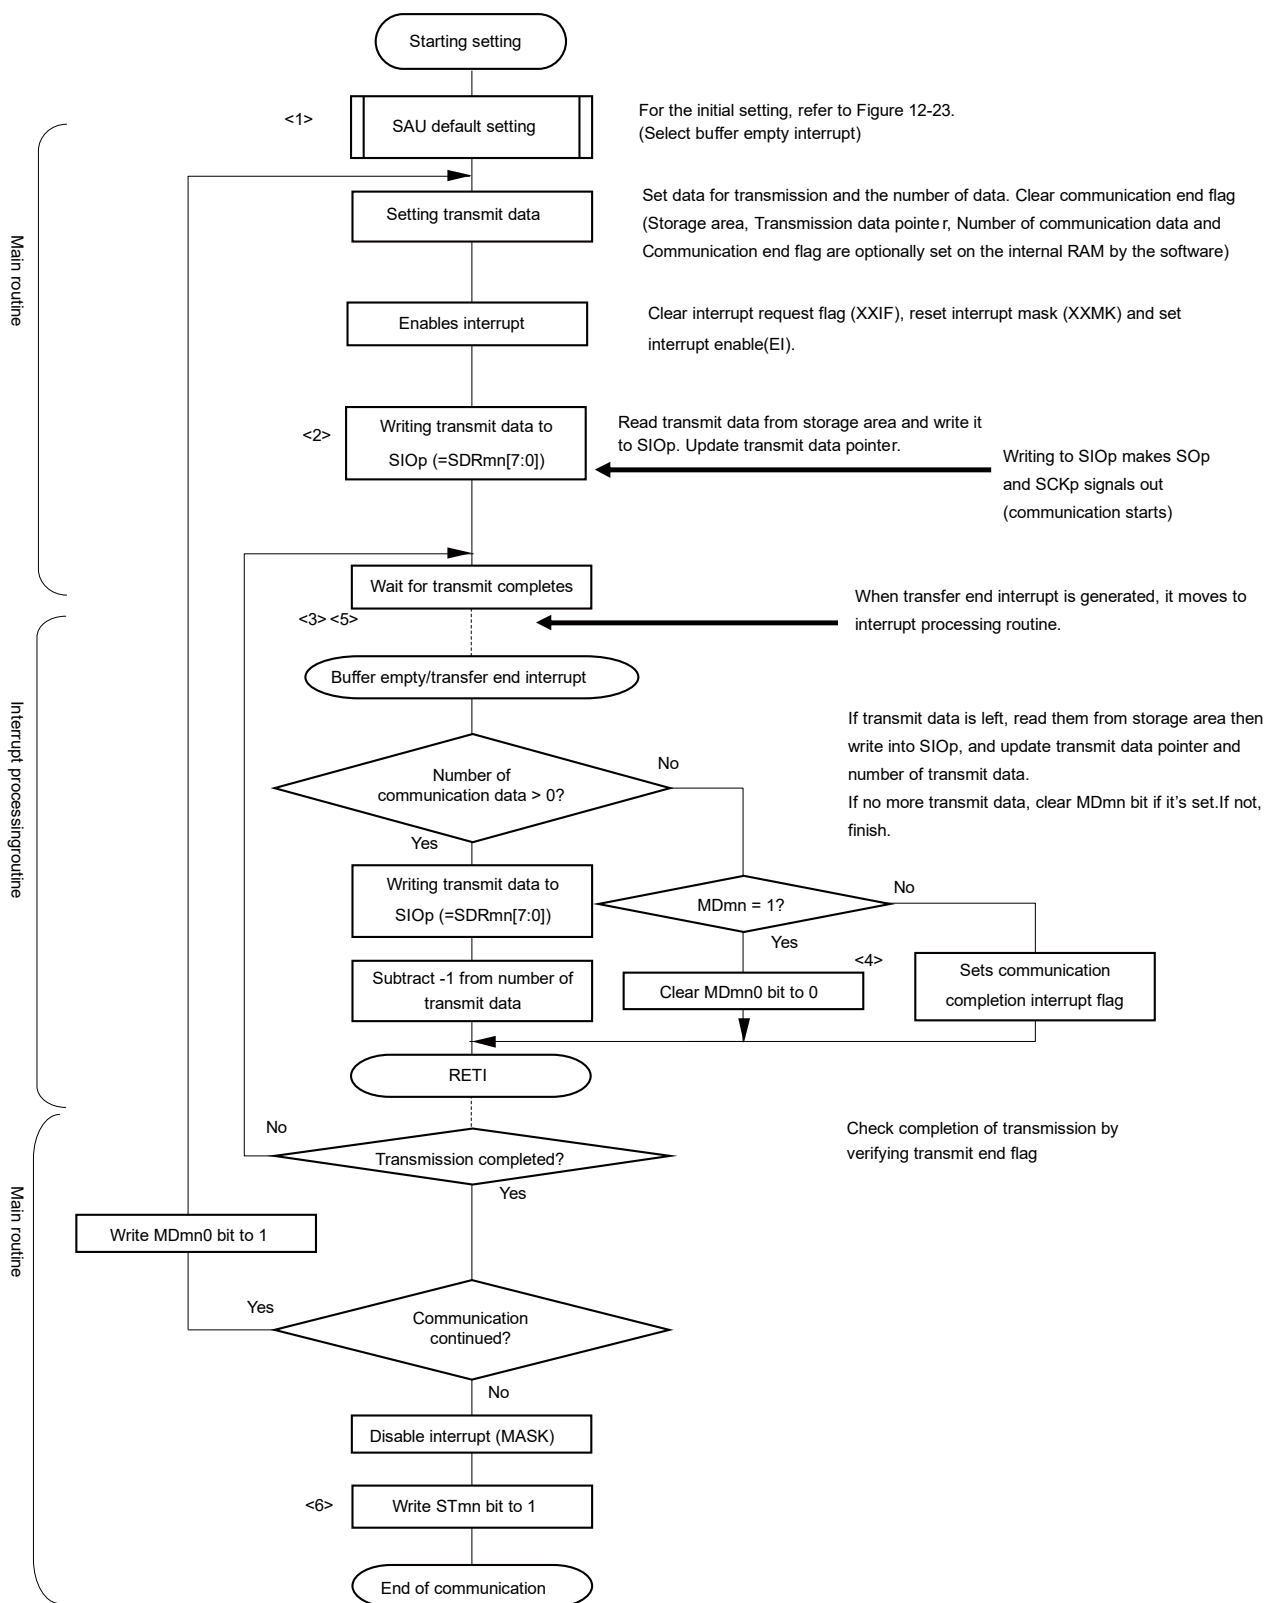 Starting setting
<1>
SAU default setting
For the initial setting, refer to Figure 12-23.
(Select buffer empty interrupt)
Main routine
Setting transmit data
Set data for transmission and the number of data. Clear communication end flag
(Storage area, Transmission data pointer, Number of communication data and
Communication end flag are optionally set on the internal RAM by the software)
Enables interrupt
Clear interrupt request flag (XXIF), reset interrupt mask (XXMK) and set
interrupt enable(EI).
<2>
Writing transmit data to
SIOp (=SDRmn[7:0])
Read transmit data from storage area and write it
to SIOp. Update transmit data pointer.
Writing to SIOp makes SOp
and SCKp signals out
(communication starts)
Wait for transmit completes
<3> <5>
When transfer end interrupt is generated, it moves to
interrupt processing routine.
Interrupt processingroutine
Buffer empty/transfer end interrupt
Number of
communication data > 0?
No
Yes
If transmit data is left, read them from storage area then
write into SIOp, and update transmit data pointer and
number of transmit data.
If no more transmit data, clear MDmn bit if it's set.If not,
finish.
Writing transmit data to
SIOp (=SDRmn[7:0])
MDmn = 1?
No
Yes
Subtract -1 from number of
transmit data
<4>
Clear MDmn0 bit to 0
Sets communication
completion interrupt flag
RETI
Main routine
No
Transmission completed?
Yes
Check completion of transmission by
verifying transmit end flag
Write MDmn0 bit to 1
Yes
Communication
continued?
No
Disable interrupt (MASK)
<6>
Write STmn bit to 1
End of communication